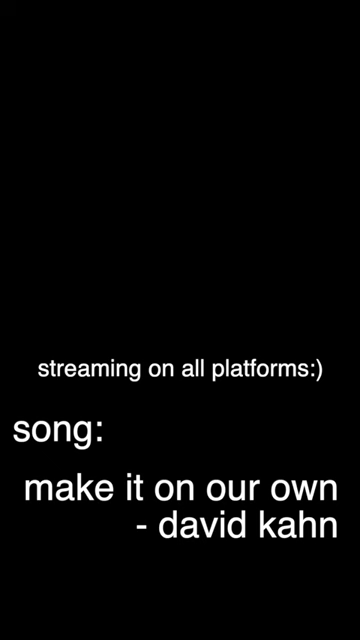 streaming on all platforms:)
song:
make it on our own
- david kahn